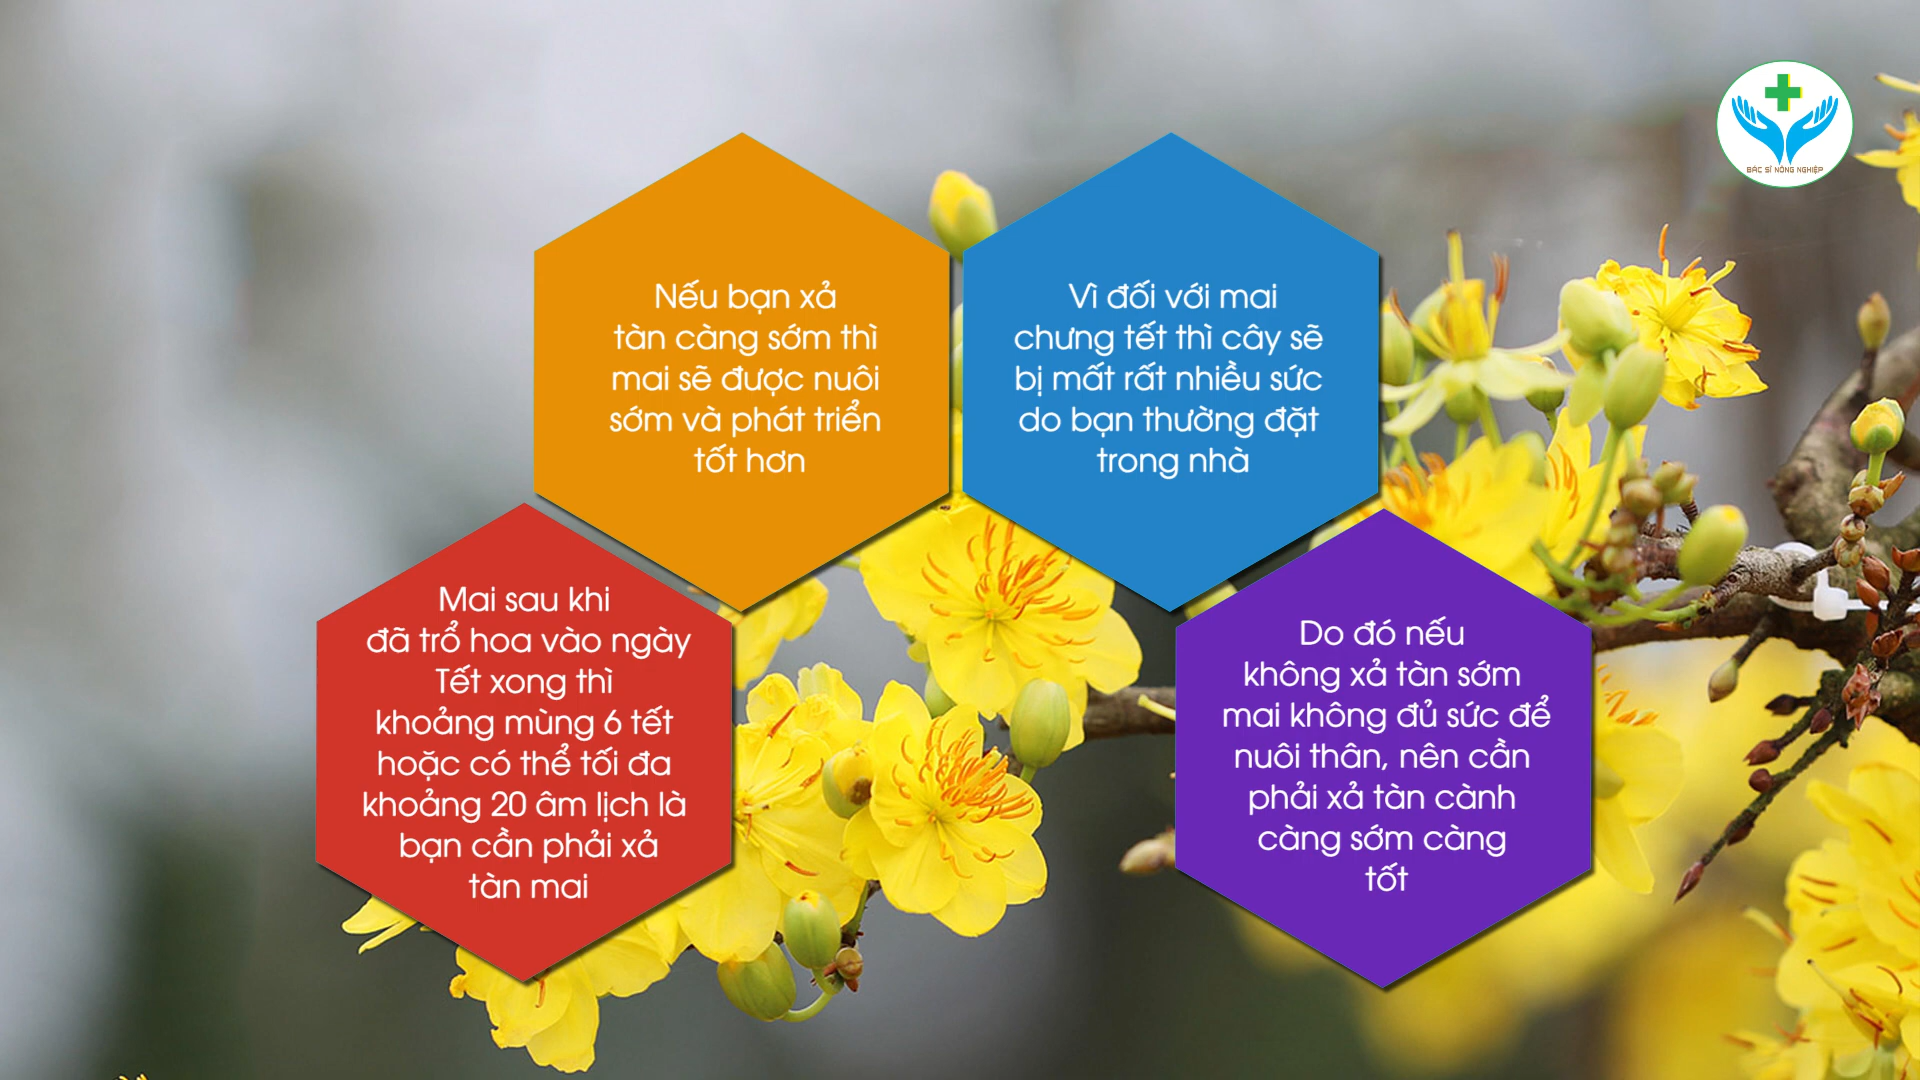 Mai sau khi
đã trổ hoa vào ngày
Tết xong thì
khoảng mùng 6 tết
hoặc có thể tối đa
khoảng 20 âm lịch là
bạn cần phải xả
tàn mai
Nếu bạn xả
tàn càng sớm thì
mai sẽ được nuôi
sớm và phát triển
tốt hơn
Vì đối với mai
chưng tết thì cây sẽ
bị mất rất nhiều sức
do bạn thường đặt
trong nhà
Do đó nếu
không xả tàn sớm
mai không đủ sức để
nuôi thân, nên cần
phải xả tàn cành
càng sớm càng
tốt
BÁC SĨ NÔNG NGHIỆP